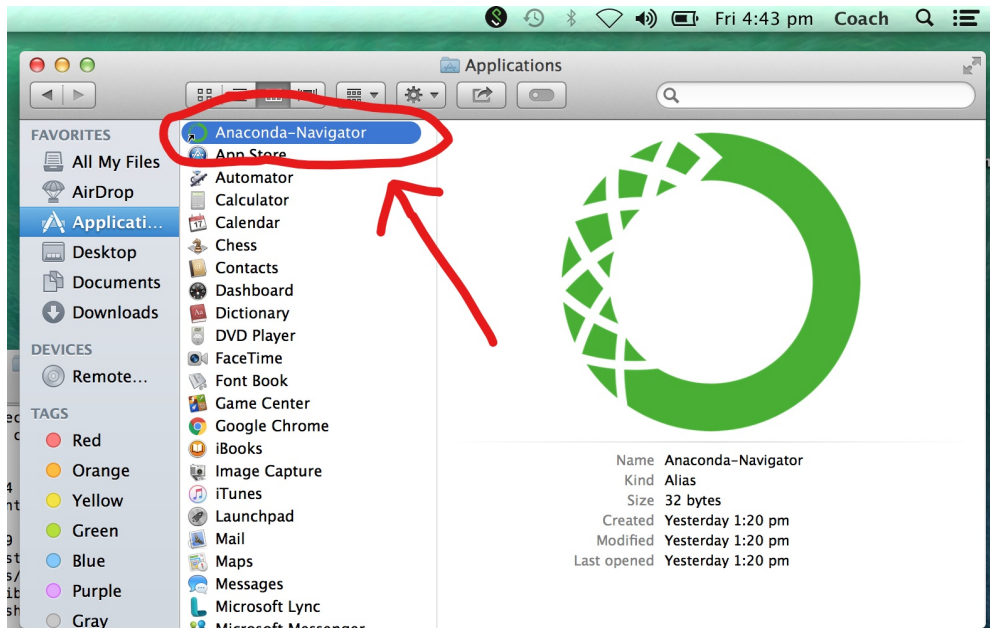 Fri 4:43 pm Coach
Applications
FAVORITES
All My Files
AirDrop
Applicati...
Desktop
Documents
Downloads
DEVICES
Remote...
TAGS
Red
Orange
Yellow
Green
Blue
Purple
Gray
Anaconda-Navigator
App Store
Automator
Calculator
Calendar
Chess
Contacts
Dashboard
Dictionary
DVD Player
FaceTime
Font Book
Game Center
Google Chrome
iBooks
Image Capture
iTunes
Launchpad
Mail
Maps
Messages
Microsoft Lync
Microsoft Messenger
Name Anaconda-Navigator
Kind Alias
Size 32 bytes
Created Yesterday 1:20 pm
Modified Yesterday 1:20 pm
Last opened Yesterday 1:20 pm